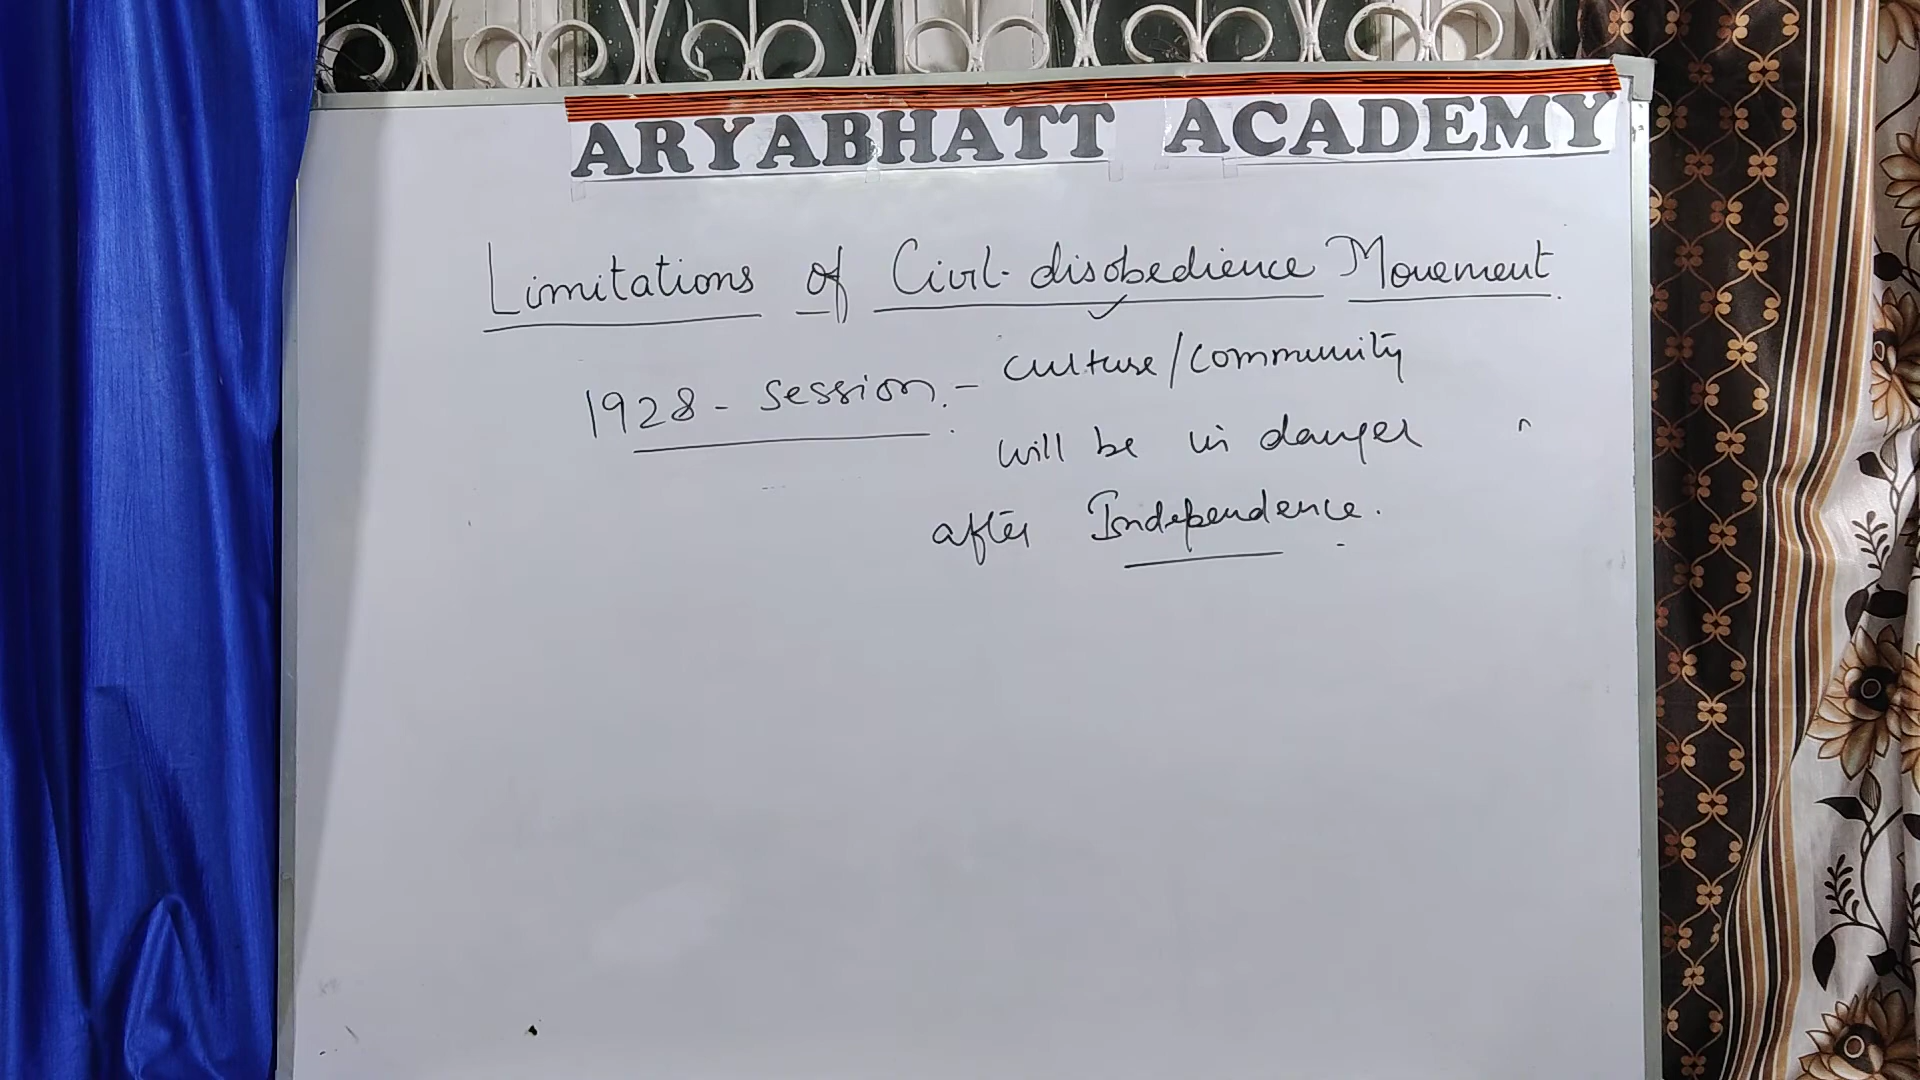 ARYABHATT ACADEMY
Limitations of Civil-disobedience Movement.
1928 - Session. - culture/community
will be in danger
after Independence.